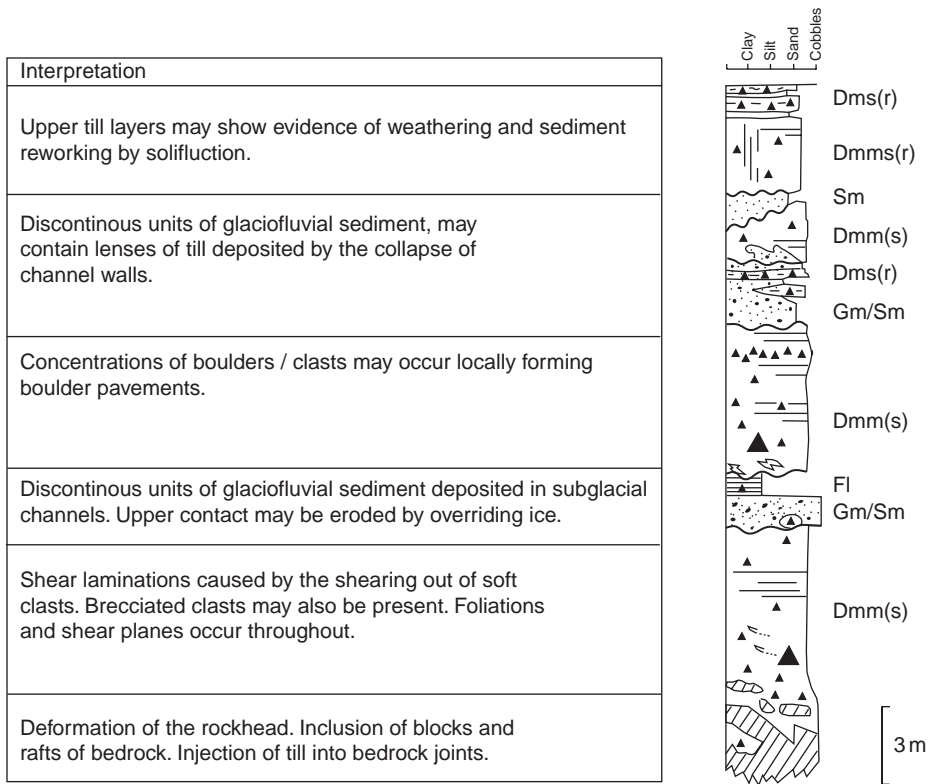 Interpretation
Upper till layers may show evidence of weathering and sediment
reworking by solifluction.
Discontinous units of glaciofluvial sediment, may
contain lenses of till deposited by the collapse of
channel walls.
Concentrations of boulders / clasts may occur locally forming
boulder pavements.
Discontinous units of glaciofluvial sediment deposited in subglacial
channels. Upper contact may be eroded by overriding ice.
Shear laminations caused by the shearing out of soft
clasts. Brecciated clasts may also be present. Foliations
and shear planes occur throughout.
Deformation of the rockhead. Inclusion of blocks and
rafts of bedrock. Injection of till into bedrock joints.
Clay
Silt
Sand
Cobbles
Dms(r)
Dmms(r)
Sm
Dmm(s)
Dms(r)
Gm/Sm
Dmm(s)
Fl
Gm/Sm
Dmm(s)
3 m